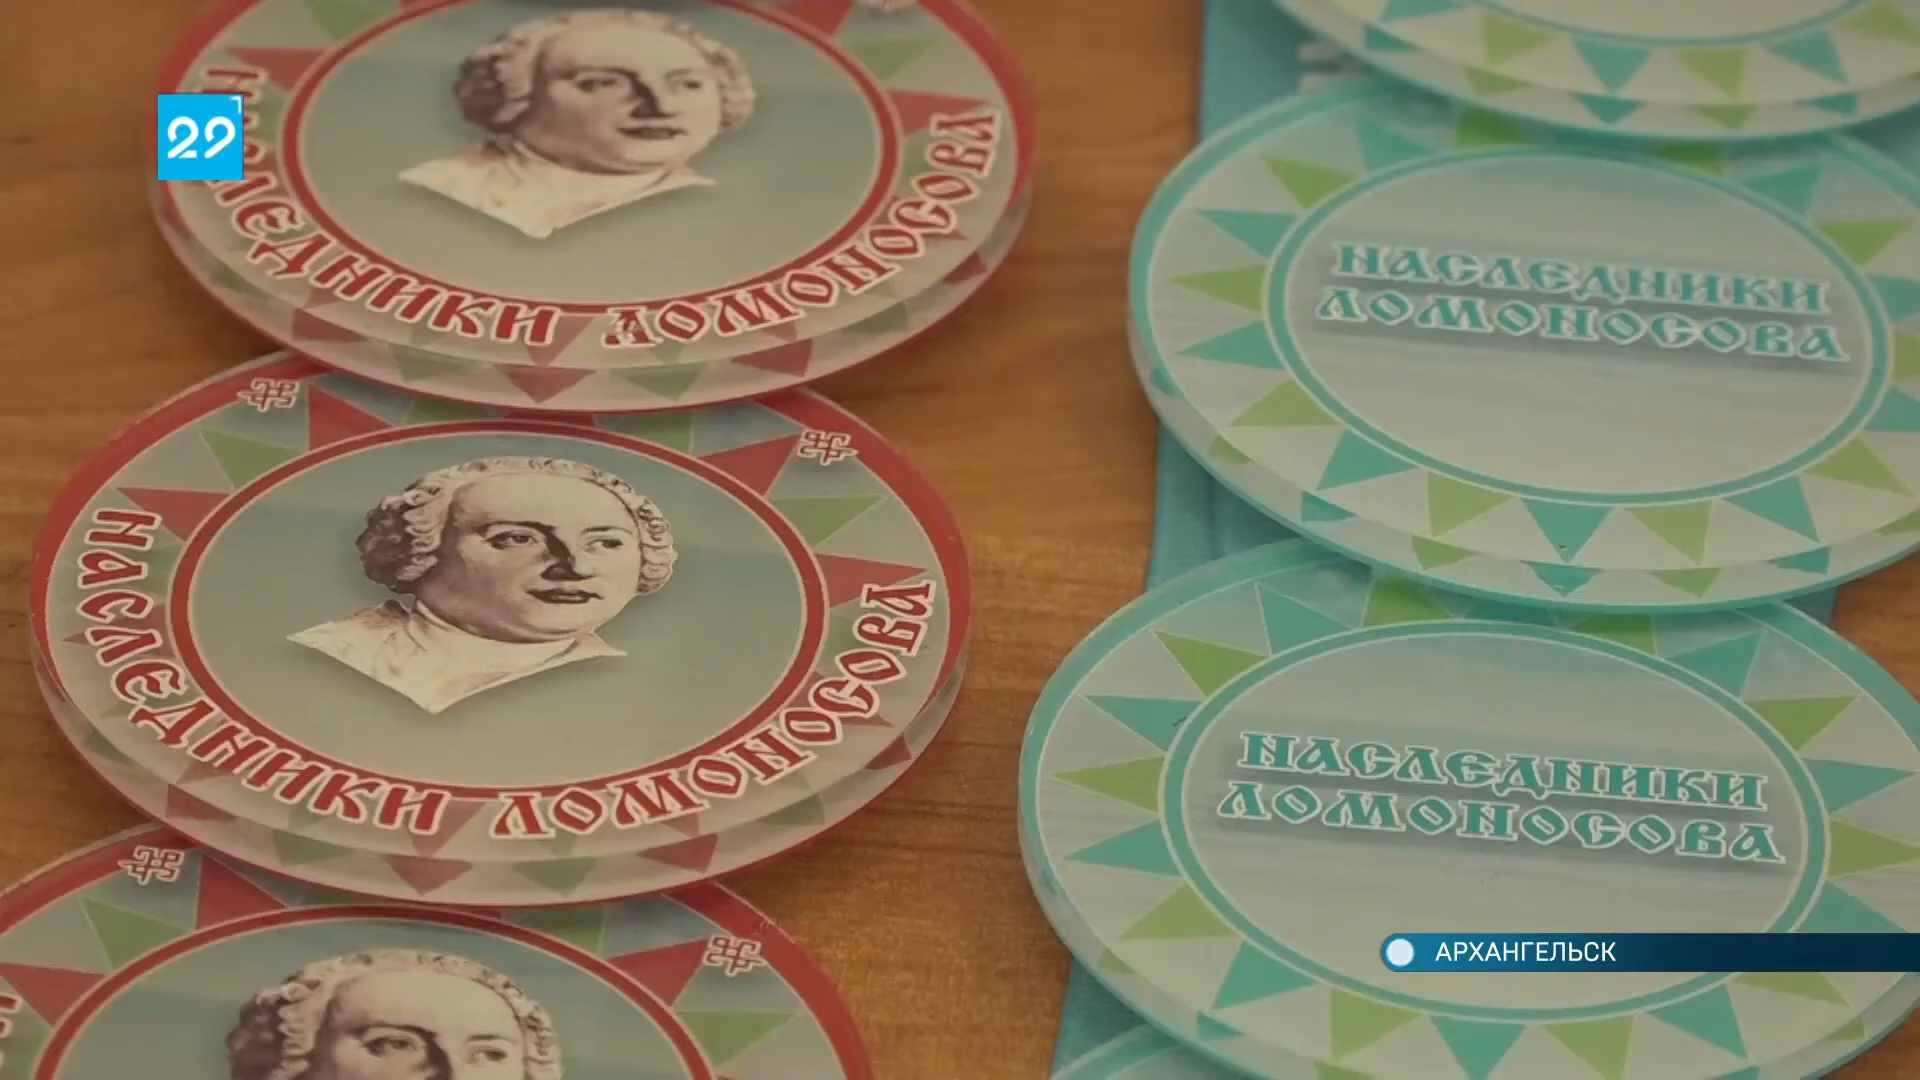 29
НАСЛЕДНИКИ ЛОМОНОСОВА
НАСЛЕДНИКИ
ЛОМОНОСОВА
НАСЛЕДНИКИ ЛОМОНОСОВА
НАСЛЕДНИКИ
ЛОМОНОСОВА
АРХАНГЕЛЬСК